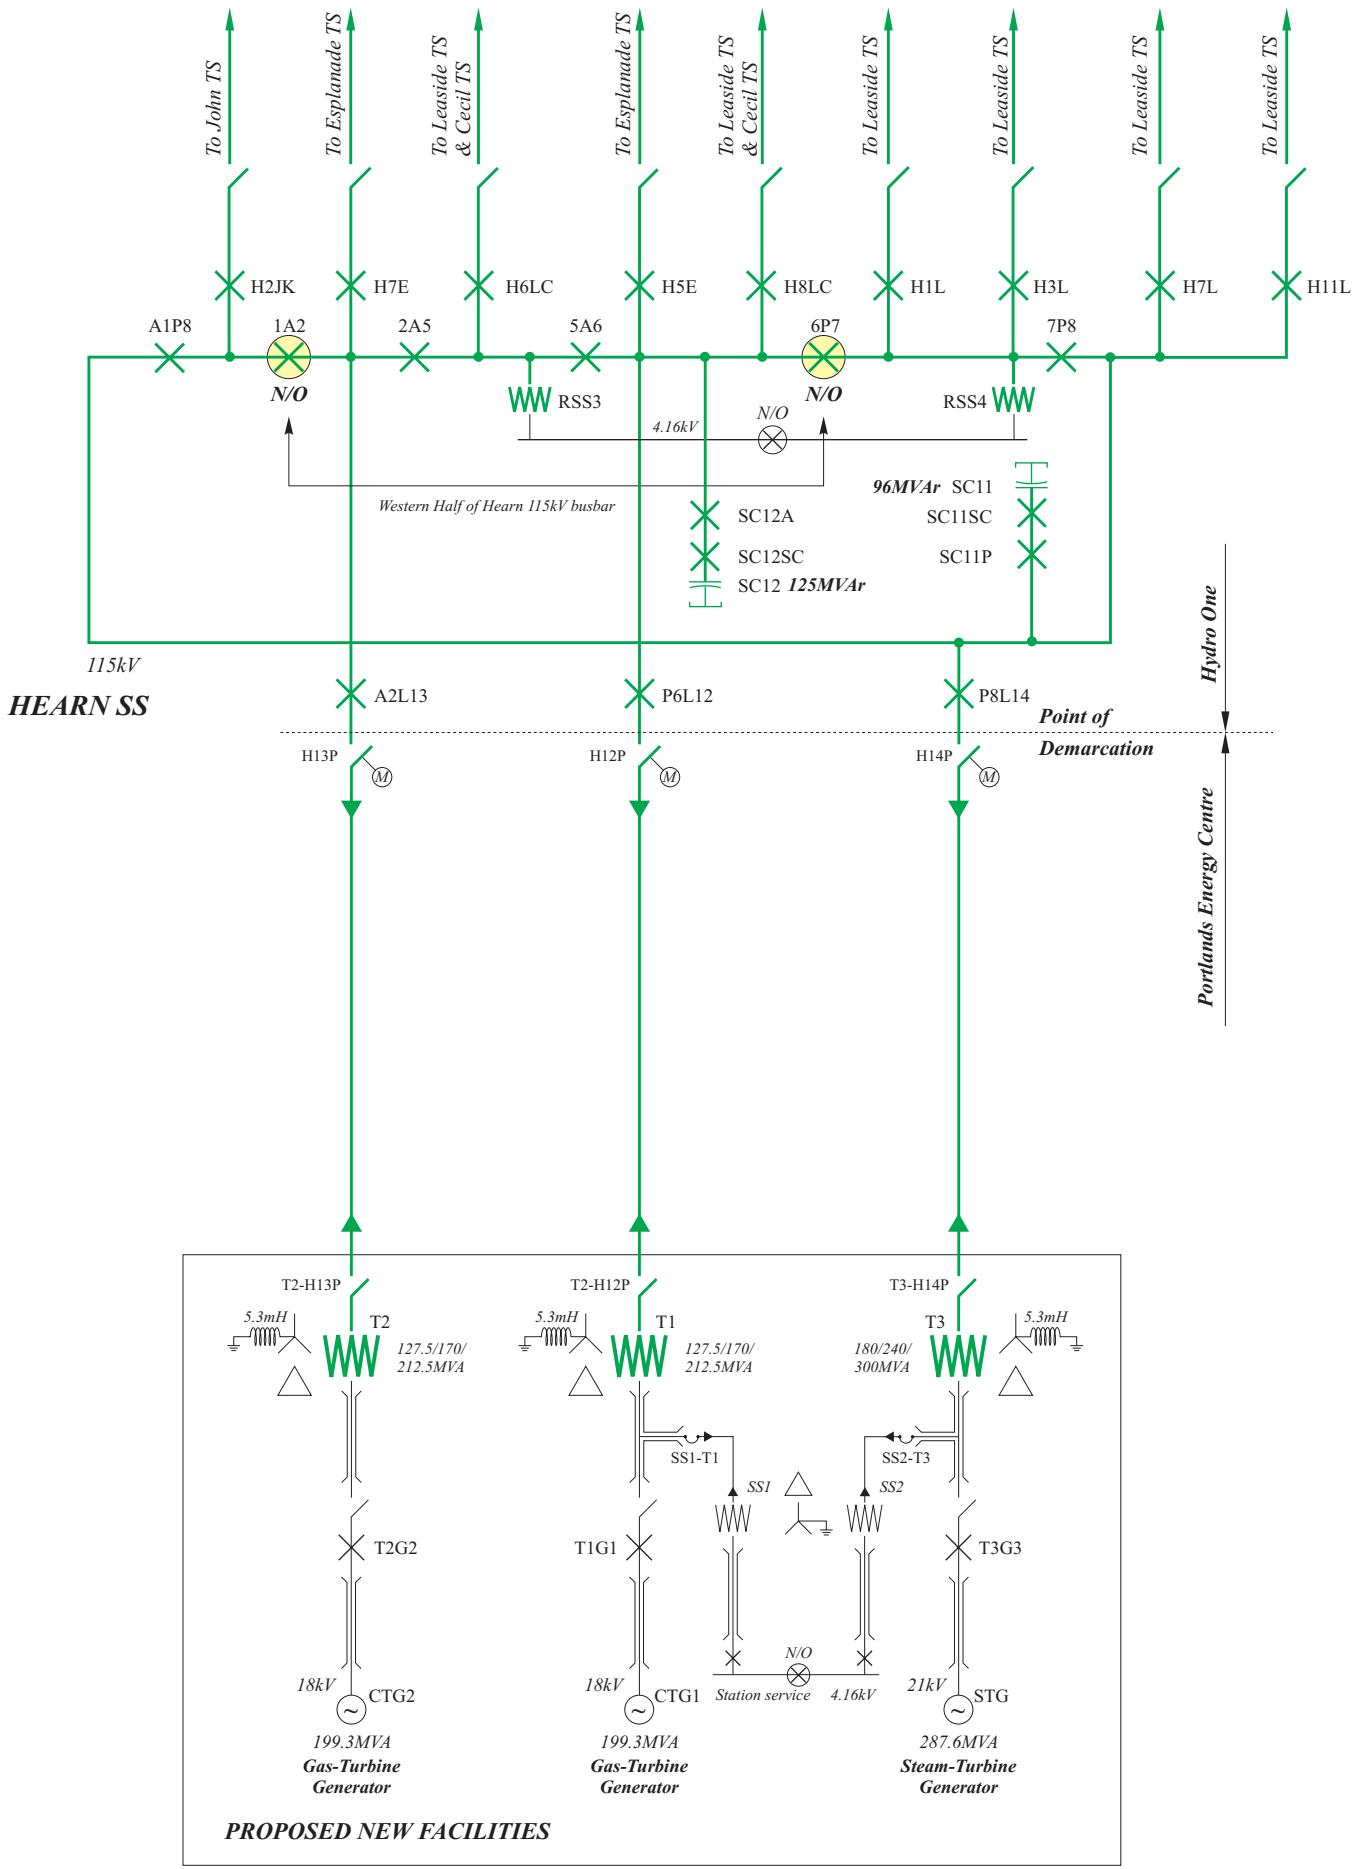 To John TS
To Esplanade TS
To Leaside TS
& Cecil TS
To Esplanade TS
To Leaside TS
& Cecil TS
To Leaside TS
To Leaside TS
To Leaside TS
To Leaside TS
H2JK
H7E
H6LC
H5E
H8LC
H1L
H3L
H7L
H11L
A1P8
1A2
2A5
5A6
6P7
7P8
N/O
N/O
RSS3
RSS4
4.16kV
N/O
Western Half of Hearn 115kV busbar
96MVAr SC11
SC11SC
SC11P
SC12A
SC12SC
SC12 125MVAr
115kV
HEARN SS
A2L13
P6L12
P8L14
Hydro One
Point of
Demarcation
H13P
M
H12P
M
H14P
M
Portlands Energy Centre
T2-H13P
T2-H12P
T3-H14P
5.3mH
T2
127.5/170/
212.5MVA
5.3mH
T1
127.5/170/
212.5MVA
T3
180/240/
300MVA
5.3mH
SS1-T1
SS2-T3
SS1
SS2
T2G2
T1G1
T3G3
N/O
Station service
4.16kV
18kV
CTG2
199.3MVA
Gas-Turbine
Generator
18kV
CTG1
199.3MVA
Gas-Turbine
Generator
21kV
STG
287.6MVA
Steam-Turbine
Generator
PROPOSED NEW FACILITIES